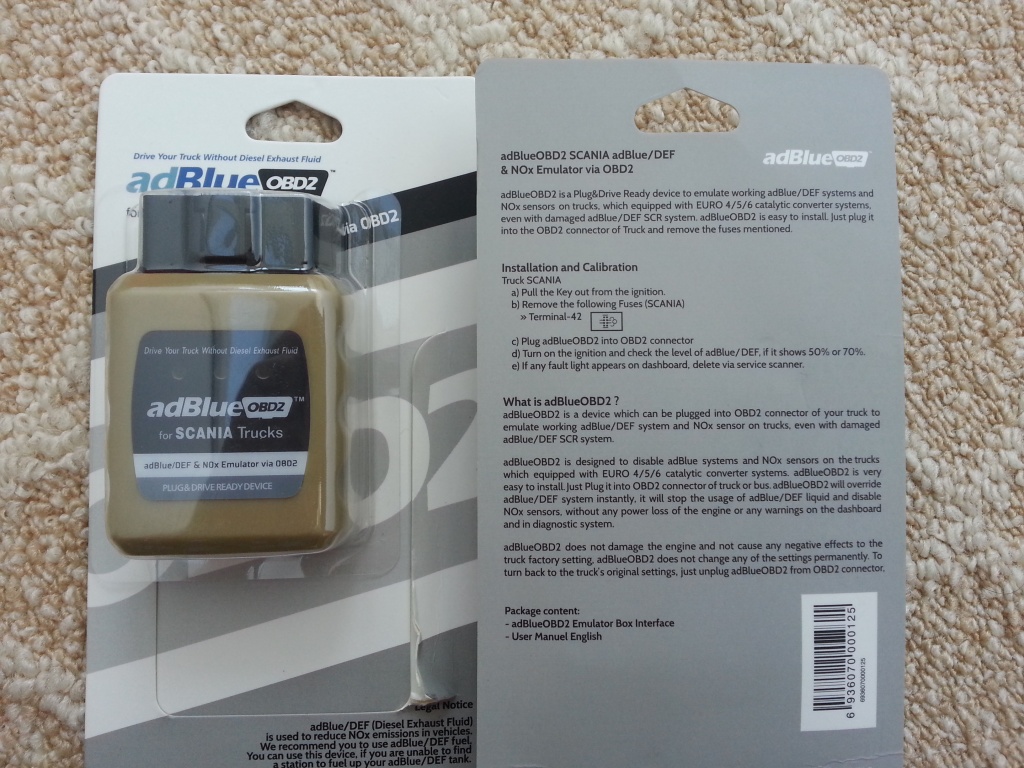 Drive Your Truck Without Diesel Exhaust Fluid
adBlue OBD2 ™
via OBD2
Drive Your Truck Without Diesel Exhaust Fluid
adBlue OBD2 ™
for SCANIA Trucks
adBlue/DEF & NOx Emulator via OBD2
PLUG & DRIVE READY DEVICE
Legal Notice
adBlue/DEF (Diesel Exhaust Fluid)
is used to reduce NOx emissions in vehicles.
We recommend you to use adBlue/DEF fuel,
You can use this device, if you are unable to find
a station to fuel up your adBlue/DEF tank.
adBlueOBD2 SCANIA adBlue/DEF
& NOx Emulator via OBD2
adBlue OBD2 ™
adBlueOBD2 is a Plug&Drive Ready device to emulate working adBlue/DEF systems and
NOx sensors on trucks, which equipped with EURO 4/5/6 catalytic converter systems,
even with damaged adBlue/DEF SCR system. adBlueOBD2 is easy to install. Just plug it
into the OBD2 connector of Truck and remove the fuses mentioned.
Installation and Calibration
Truck SCANIA
a) Pull the Key out from the ignition.
b) Remove the following Fuses (SCANIA)
» Terminal-42
c) Plug adBlueOBD2 into OBD2 connector
d) Turn on the ignition and check the level of adBlue/DEF, if it shows 50% or 70%.
e) If any fault light appears on dashboard, delete via service scanner.
What is adBlueOBD2 ?
adBlueOBD2 is a device which can be plugged into OBD2 connector of your truck to
emulate working adBlue/DEF system and NOx sensor on trucks, even with damaged
adBlue/DEF SCR system.
adBlueOBD2 is designed to disable adBlue systems and NOx sensors on the trucks
which equipped with EURO 4/5/6 catalytic converter systems. adBlueOBD2 is very
easy to install. Just Plug it into OBD2 connector of truck or bus. adBlueOBD2 will override
adBlue/DEF system instantly, it will stop the usage of adBlue/DEF liquid and disable
NOx sensors, without any power loss of the engine or any warnings on the dashboard
and in diagnostic system.
adBlueOBD2 does not damage the engine and not cause any negative effects to the
truck factory setting, adBlueOBD2 does not change any of the settings permanently. To
turn back to the truck's original settings, just unplug adBlueOBD2 from OBD2 connector.
Package content:
- adBlueOBD2 Emulator Box Interface
- User Manuel English
6 936070 000125
6936070000125